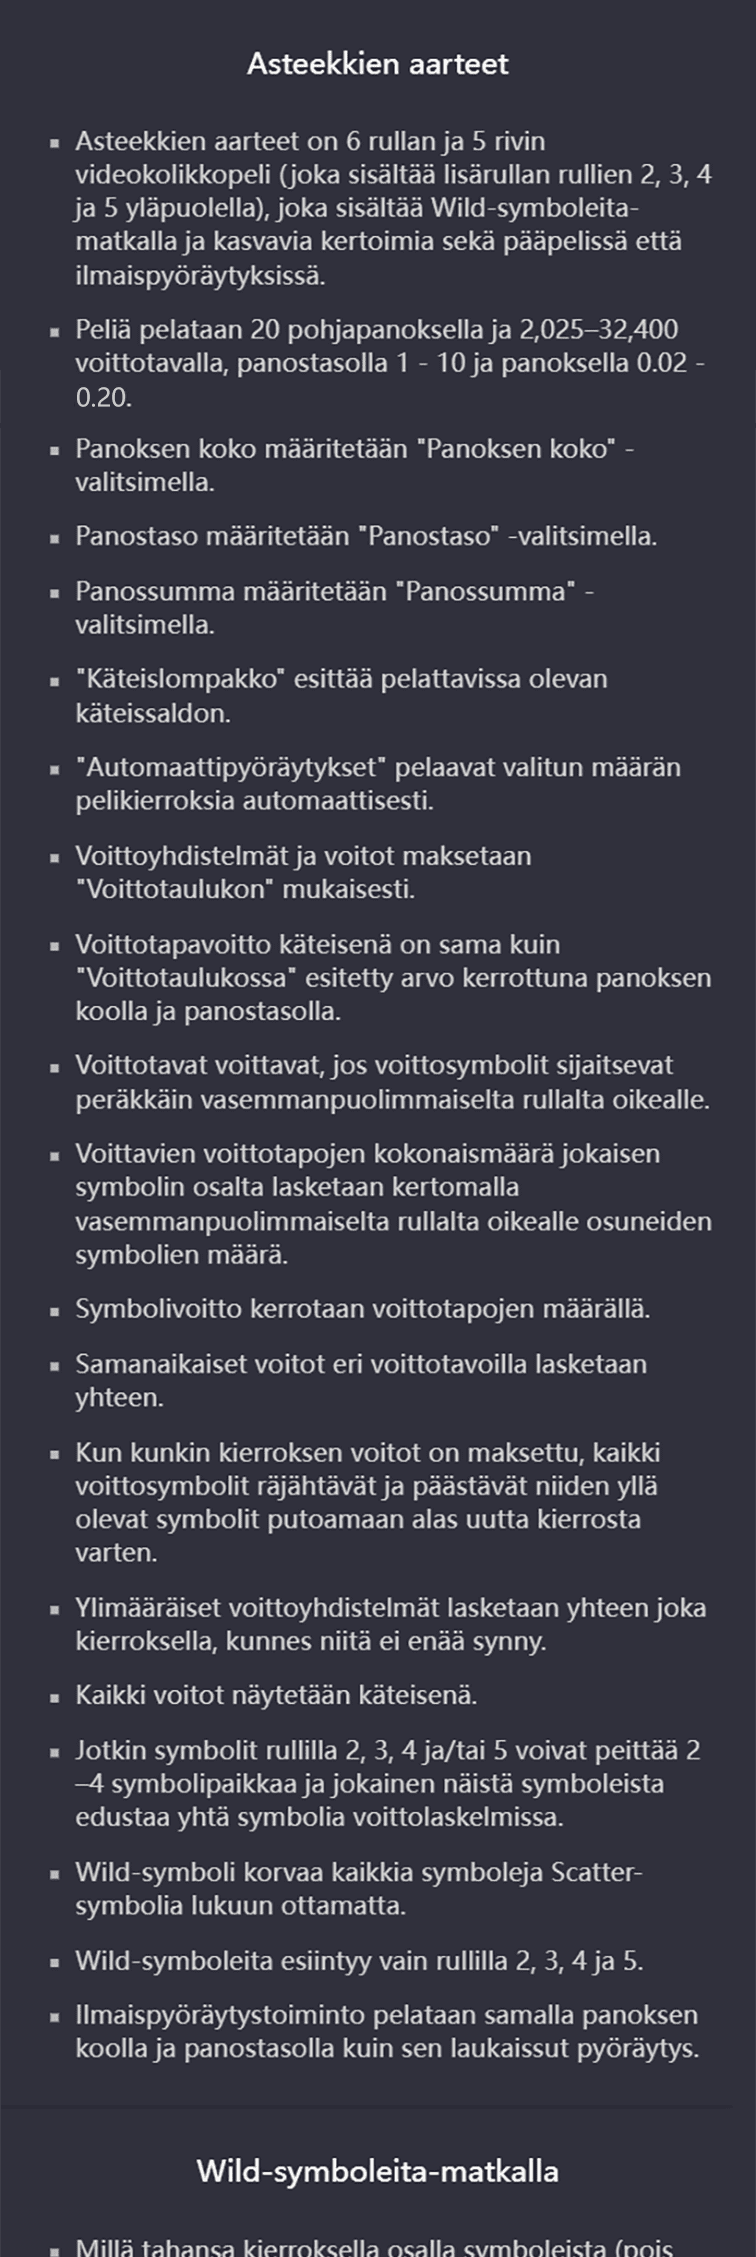 Asteekkien aarteet
▪ Asteekkien aarteet on 6 rullan ja 5 rivin
videokolikkopeli (joka sisältää lisärullan rullien 2, 3, 4
ja 5 yläpuolella), joka sisältää Wild-symboleita-
matkalla ja kasvavia kertoimia sekä pääpelissä että
ilmaispyöräytyksissä.
▪ Peliä pelataan 20 pohjapanoksella ja 2,025–32,400
voittotavalla, panostasolla 1 - 10 ja panoksella 0.02 -
0.20.
▪ Panoksen koko määritetään "Panoksen koko" -
valitsimella.
▪ Panostaso määritetään "Panostaso" -valitsimella.
▪ Panossumma määritetään "Panossumma" -
valitsimella.
▪ "Käteislompakko" esittää pelattavissa olevan
käteissaldon.
▪ "Automaattipyöräytykset" pelaavat valitun määrän
pelikierroksia automaattisesti.
▪ Voittoyhdistelmät ja voitot maksetaan
"Voittotaulukon" mukaisesti.
▪ Voittotapavoitto käteisenä on sama kuin
"Voittotaulukossa" esitetty arvo kerrottuna panoksen
koolla ja panostasolla.
▪ Voittotavat voittavat, jos voittosymbolit sijaitsevat
peräkkäin vasemmanpuolimmaiselta rullalta oikealle.
▪ Voittavien voittotapojen kokonaismäärä jokaisen
symbolin osalta lasketaan kertomalla
vasemmanpuolimmaiselta rullalta oikealle osuneiden
symbolien määrä.
▪ Symbolivoitto kerrotaan voittotapojen määrällä.
▪ Samanaikaiset voitot eri voittotavoilla lasketaan
yhteen.
▪ Kun kunkin kierroksen voitot on maksettu, kaikki
voittosymbolit räjähtävät ja päästävät niiden yllä
olevat symbolit putoamaan alas uutta kierrosta
varten.
▪ Ylimääräiset voittoyhdistelmät lasketaan yhteen joka
kierroksella, kunnes niitä ei enää synny.
▪ Kaikki voitot näytetään käteisenä.
▪ Jotkin symbolit rullilla 2, 3, 4 ja/tai 5 voivat peittää 2
–4 symbolipaikkaa ja jokainen näistä symboleista
edustaa yhtä symbolia voittolaskelmissa.
▪ Wild-symboli korvaa kaikkia symboleja Scatter-
symbolia lukuun ottamatta.
▪ Wild-symboleita esiintyy vain rullilla 2, 3, 4 ja 5.
▪ Ilmaispyöräytystoiminto pelataan samalla panoksen
koolla ja panostasolla kuin sen laukaissut pyöräytys.
Wild-symboleita-matkalla
▪ Millä tahansa kierroksella osalla symboleista (pois